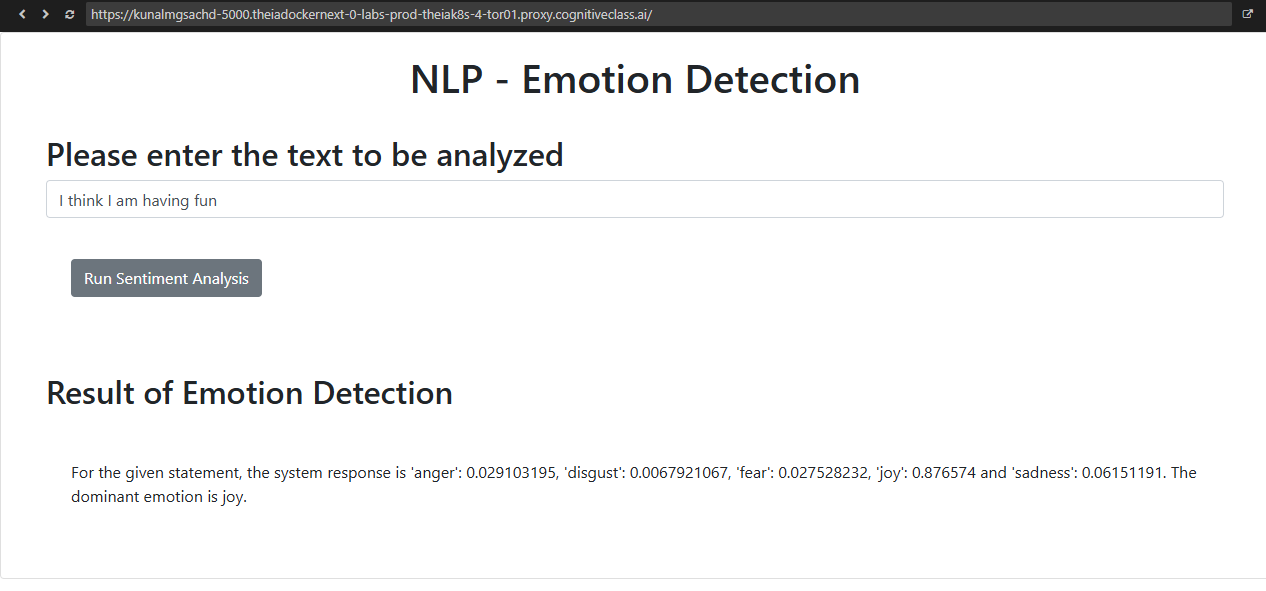 https://kunalmgsachd-5000.theiadockernext-0-labs-prod-theiak8s-4-tor01.proxy.cognitiveclass.ai/
NLP - Emotion Detection
Please enter the text to be analyzed
I think I am having fun
Run Sentiment Analysis
Result of Emotion Detection
For the given statement, the system response is 'anger': 0.029103195, 'disgust': 0.0067921067, 'fear': 0.027528232, 'joy': 0.876574 and 'sadness': 0.06151191. The
dominant emotion is joy.